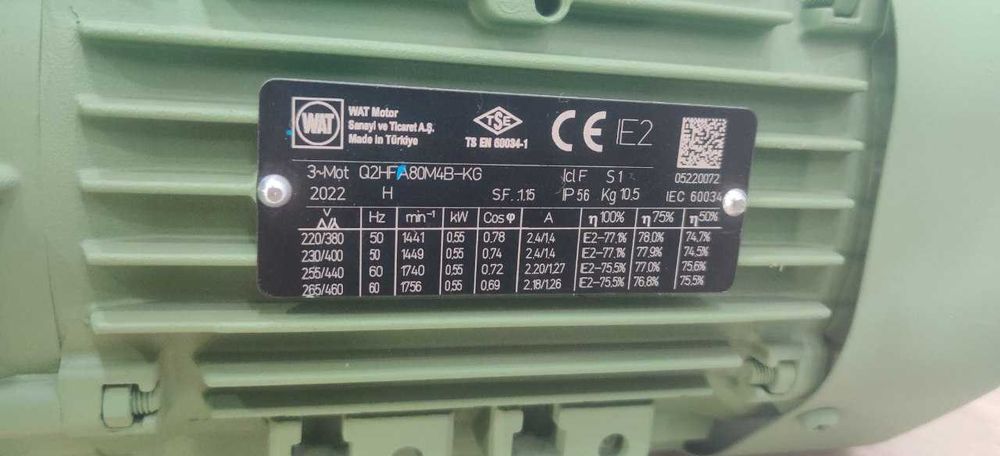 WAT
WAT Motor
Sanayi ve Ticaret A.Ş.
Made in Türkiye
TSE
TS EN 60034-1
CE
IE2
3~Mot Q2HFA80M4B-KG
Icl F S1
05220072
2022 H
S.F. :1.15
IP 56 Kg 10.5
IEC 60034
V Δ/Y Hz min⁻¹ kW Cos φ A η100% η75% η50%
220/380 50 1441 0,55 0.78 2.4/1.4 IE2-77.1% 78.0% 74.7%
230/400 50 1449 0.55 0.74 2.4/1.4 IE2-77.1% 77.9% 74.5%
255/440 60 1740 0.55 0.72 2.20/1.27 IE2-75.5% 77.0% 75.6%
265/460 60 1756 0.55 0.69 2.18/1.26 IE2-75.5% 76.8% 75.5%